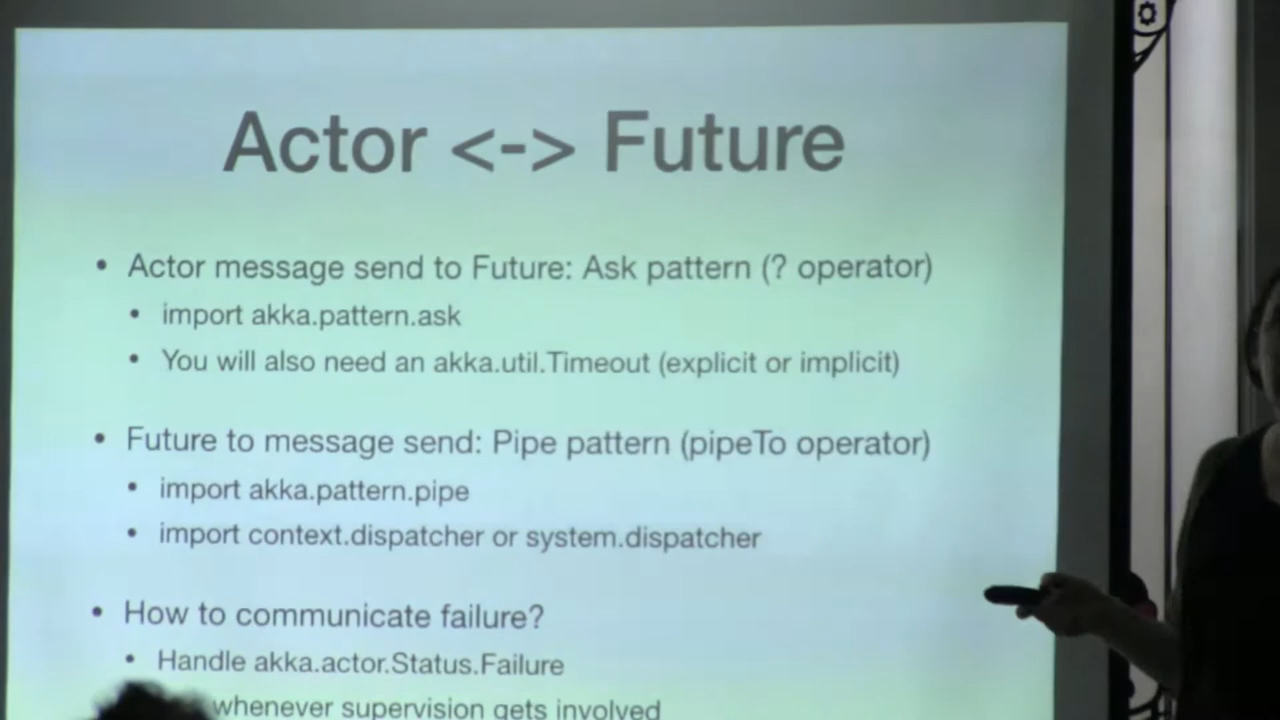 Actor <-> Future
• Actor message send to Future: Ask pattern (? operator)
• import akka.pattern.ask
• You will also need an akka.util.Timeout (explicit or implicit)
• Future to message send: Pipe pattern (pipeTo operator)
• import akka.pattern.pipe
• import context.dispatcher or system.dispatcher
• How to communicate failure?
• Handle akka.actor.Status.Failure
whenever supervision gets involved